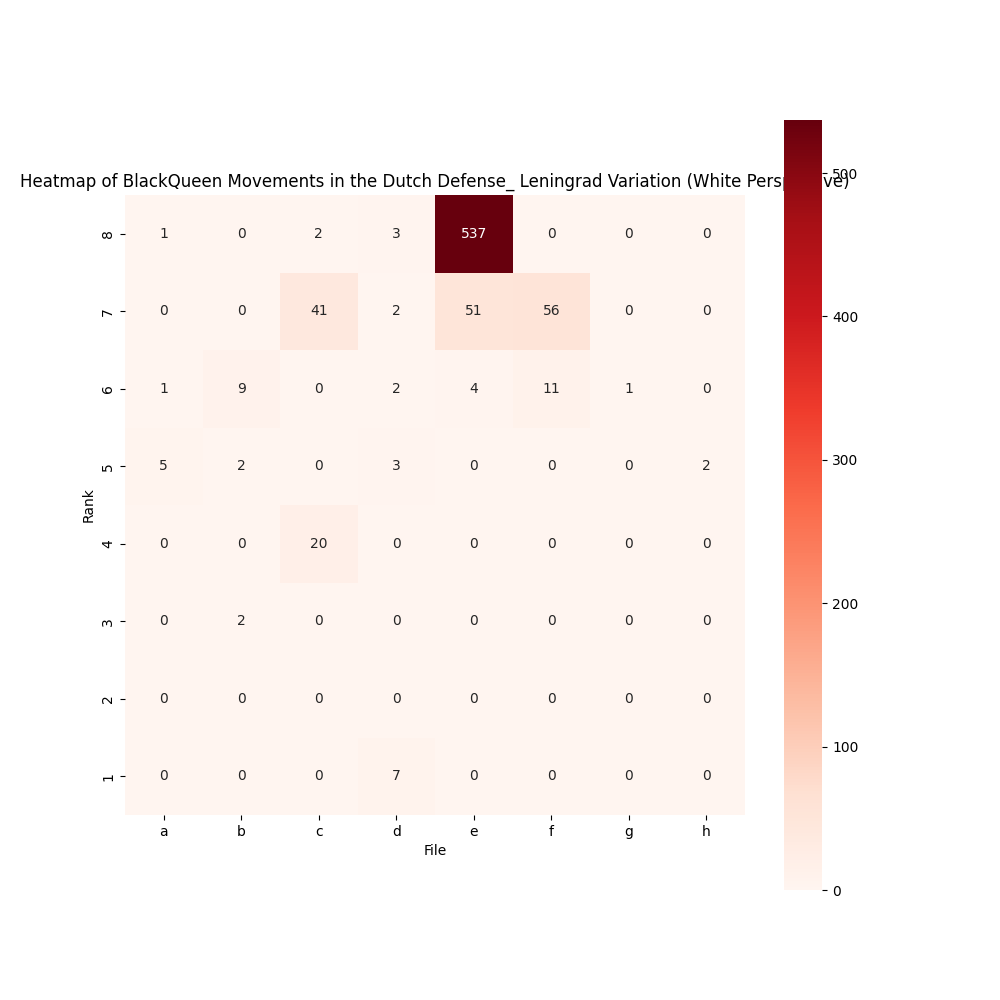 Heatmap of BlackQueen Movements in the Dutch Defense_ Leningrad Variation (White Pers ve)
8 1 0 2 3 537 0 0 0
7 0 0 41 2 51 56 0 0
6 1 9 0 2 4 11 1 0
5 5 2 0 3 0 0 0 2
4 0 0 20 0 0 0 0 0
3 0 2 0 0 0 0 0 0
2 0 0 0 0 0 0 0 0
1 0 0 0 7 0 0 0 0
a b c d e f g h
File
Rank
500
400
300
200
100
0